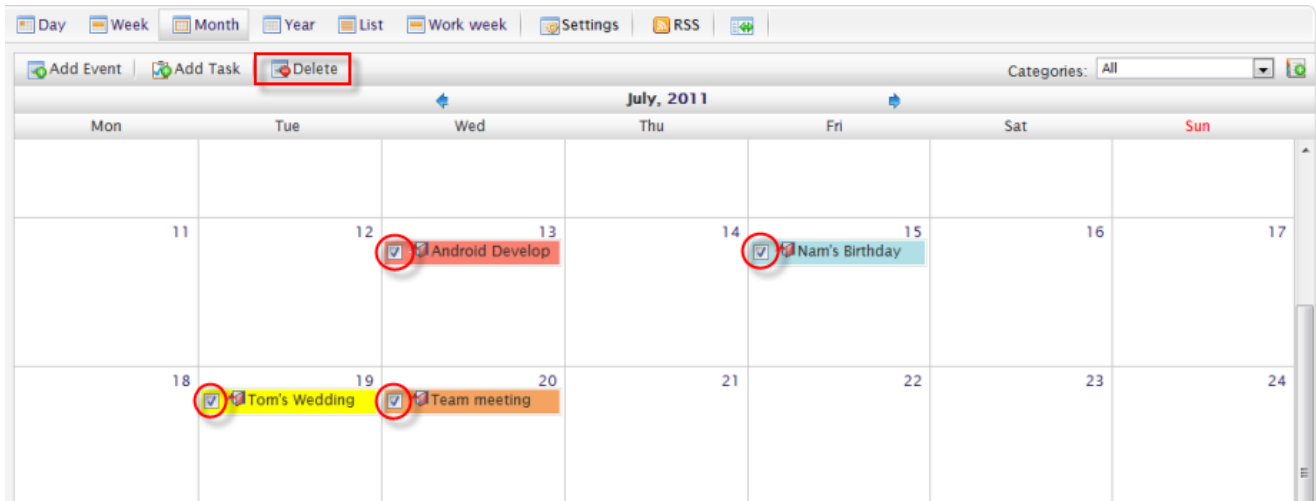 Day Week Month Year List Work week Settings RSS
Add Event Add Task Delete Categories: All
July, 2011
Mon Tue Wed Thu Fri Sat Sun
11 12 13 14 15 16 17
Android Develop Nam's Birthday
18 19 20 21 22 23 24
Tom's Wedding Team meeting